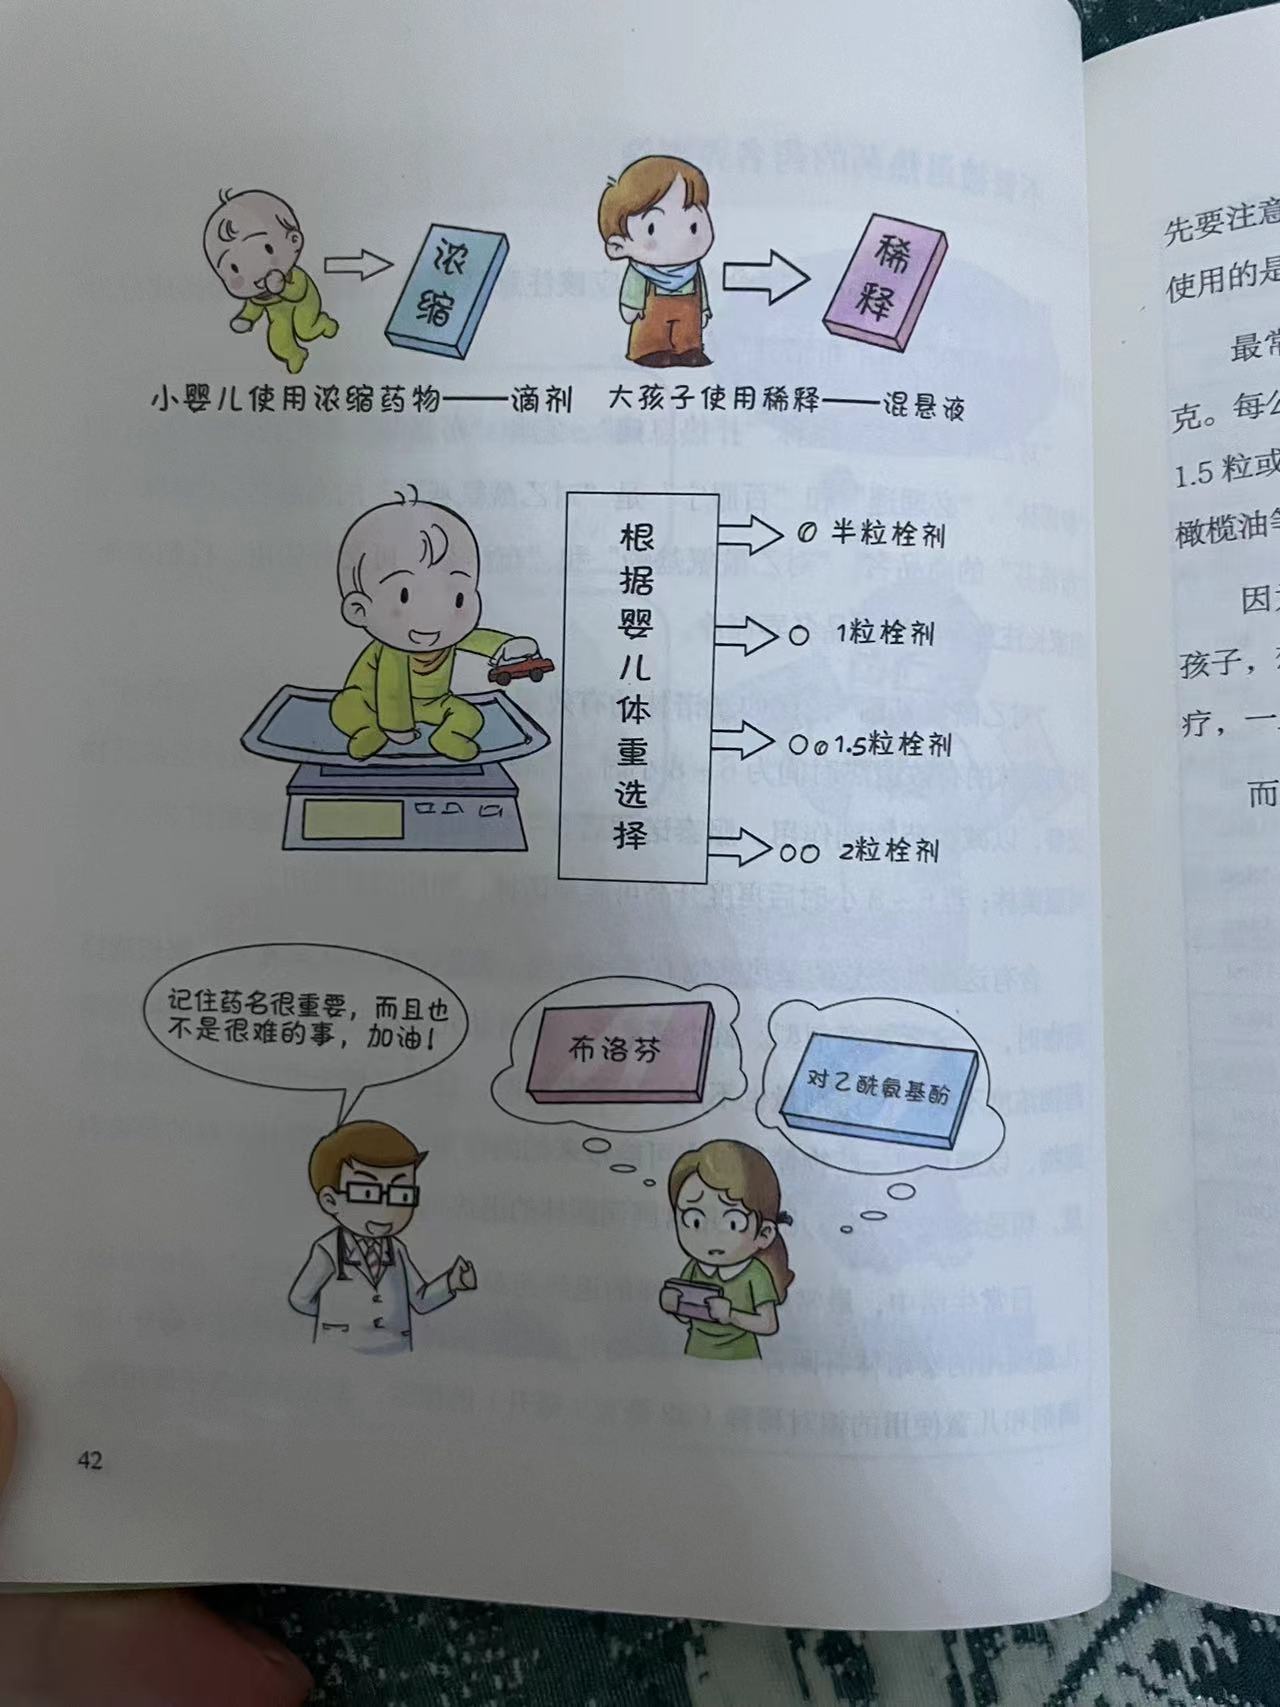 浓
缩
稀
释
小婴儿使用浓缩药物——滴剂
大孩子使用稀释——混悬液
根
据
婴
儿
体
重
选
择
半粒栓剂
1粒栓剂
1.5粒栓剂
2粒栓剂
记住药名很重要，而且也
不是很难的事，加油！
布洛芬
对乙酰氨基酚
42
先要注意
使用的是
最常
克。每公
1.5粒或
橄榄油等
因为
孩子，
疗，一
而